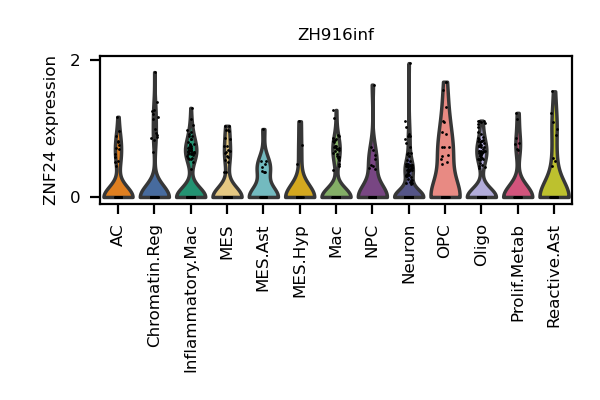 ZH916inf
ZNF24 expression
2
0
AC
Chromatin.Reg
Inflammatory.Mac
MES
MES.Ast
MES.Hyp
Mac
NPC
Neuron
OPC
Oligo
Prolif.Metab
Reactive.Ast